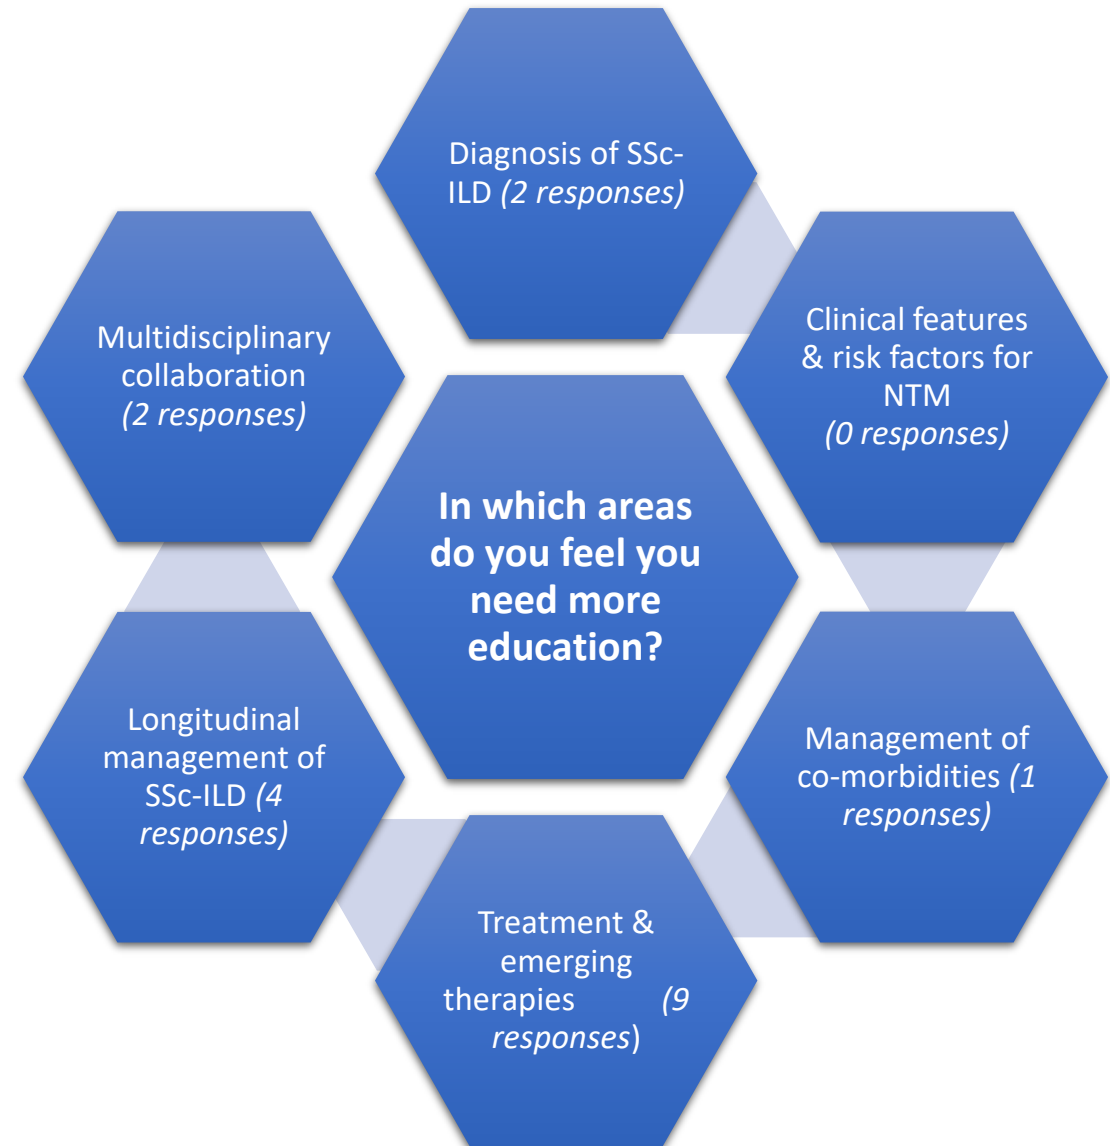 Diagnosis of SSc-
ILD (2 responses)
Clinical features
& risk factors for
NTM
(0 responses)
Management of
co-morbidities (1
responses)
Treatment &
emerging
therapies (9
responses)
Longitudinal
management of
SSc-ILD (4
responses)
Multidisciplinary
collaboration
(2 responses)
In which areas
do you feel you
need more
education?